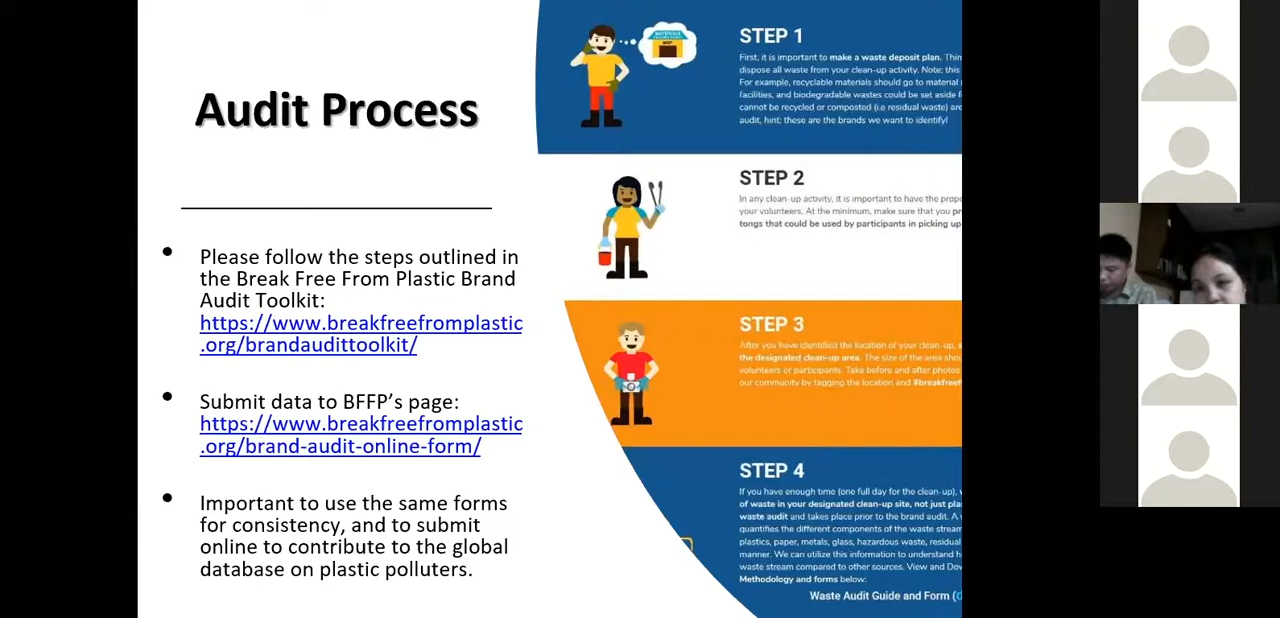 Audit Process
Please follow the steps outlined in
the Break Free From Plastic Brand
Audit Toolkit:
https://www.breakfreefromplastic
.org/brandaudittoolkit/
Submit data to BFFP’s page:
https://www.breakfreefromplastic
.org/brand-audit-online-form/
Important to use the same forms
for consistency, and to submit
online to contribute to the global
database on plastic polluters.
MATERIALS
STEP 1
First, it is important to make a waste deposit plan. Thin
dispose all waste from your clean-up activity. Note: this
For example, recyclable materials should go to material
facilities, and biodegradable wastes could be set aside f
cannot be recycled or composted (i.e residual waste) are
audit, hint: these are the brands we want to identify!
STEP 2
In any clean-up activity, it is important to have the prope
your volunteers. At the minimum, make sure that you pr
tongs that could be used by participants in picking up
STEP 3
After you have identified the location of your clean-up,
the designated clean-up area. The size of the area shou
volunteers or participants. Take before and after photos
our community by tagging the location and #breakfreef
STEP 4
If you have enough time (one full day for the clean-up),
of waste in your designated clean-up site, not just pla
waste audit and takes place prior to the brand audit. A
quantifies the different components of the waste stream
plastics, paper, metals, glass, hazardous waste, residual
manner. We can utilize this information to understand h
waste stream compared to other sources. View and Dov
Methodology and forms below:
Waste Audit Guide and Form (